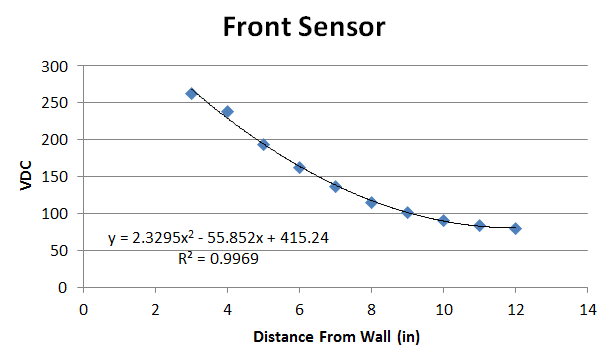 Front Sensor
300
250
200
150
100
50
0
VDC
y = 2.3295x² - 55.852x + 415.24
R² = 0.9969
0 2 4 6 8 10 12 14
Distance From Wall (in)